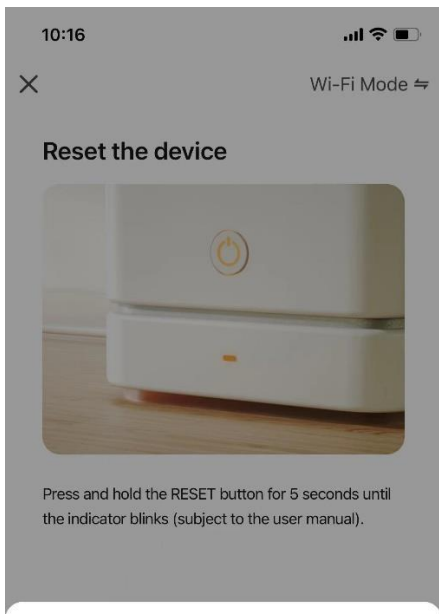 10:16
Wi-Fi Mode ⇋
Reset the device
Press and hold the RESET button for 5 seconds until
the indicator blinks (subject to the user manual).